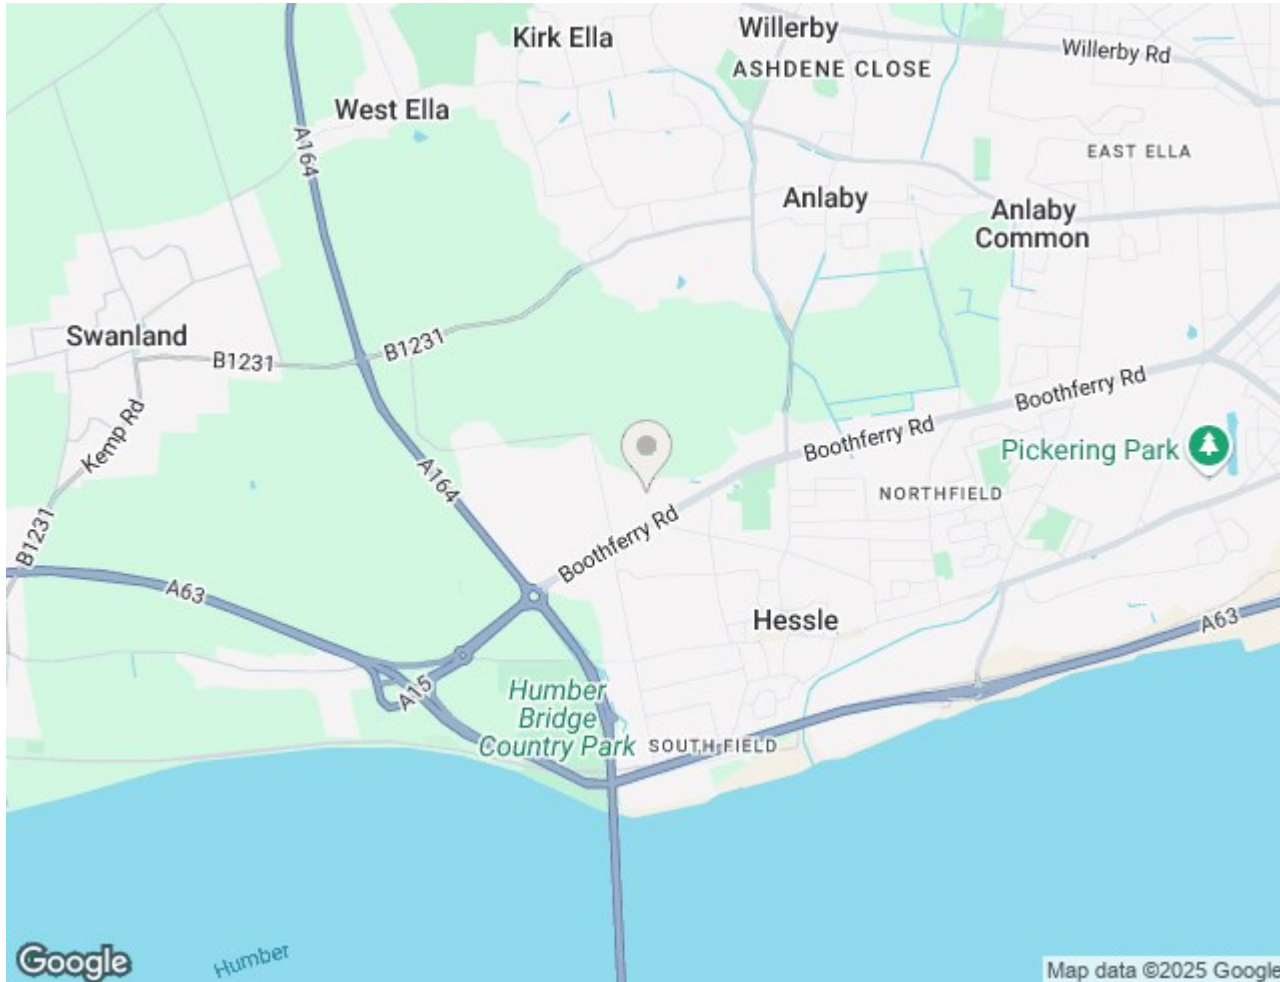 Willerby
Kirk Ella
Willerby Rd
ASHDENE CLOSE
West Ella
A164
EAST ELLA
Anlaby
Anlaby
Common
Swanland
B1231
B1231
Boothferry Rd
Kemp Rd
Boothferry Rd
Pickering Park
A164
NORTHFIELD
B1231
Boothferry Rd
A63
Hessle
A63
A15
Humber
Bridge
Country Park
SOUTH FIELD
Humber
Google
Map data ©2025 Google